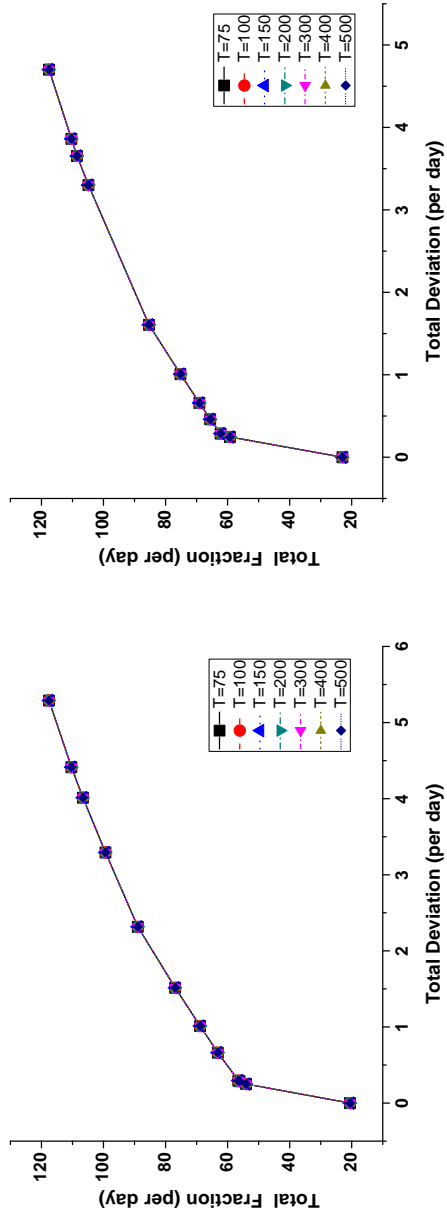 Total Fraction (per day)
120
100
80
60
40
20
0
1
2
3
4
5
6
Total Deviation (per day)
T=75
T=100
T=150
T=200
T=300
T=400
T=500
Total Fraction (per day)
120
100
80
60
40
20
0
1
2
3
4
5
Total Deviation (per day)
T=75
T=100
T=150
T=200
T=300
T=400
T=500